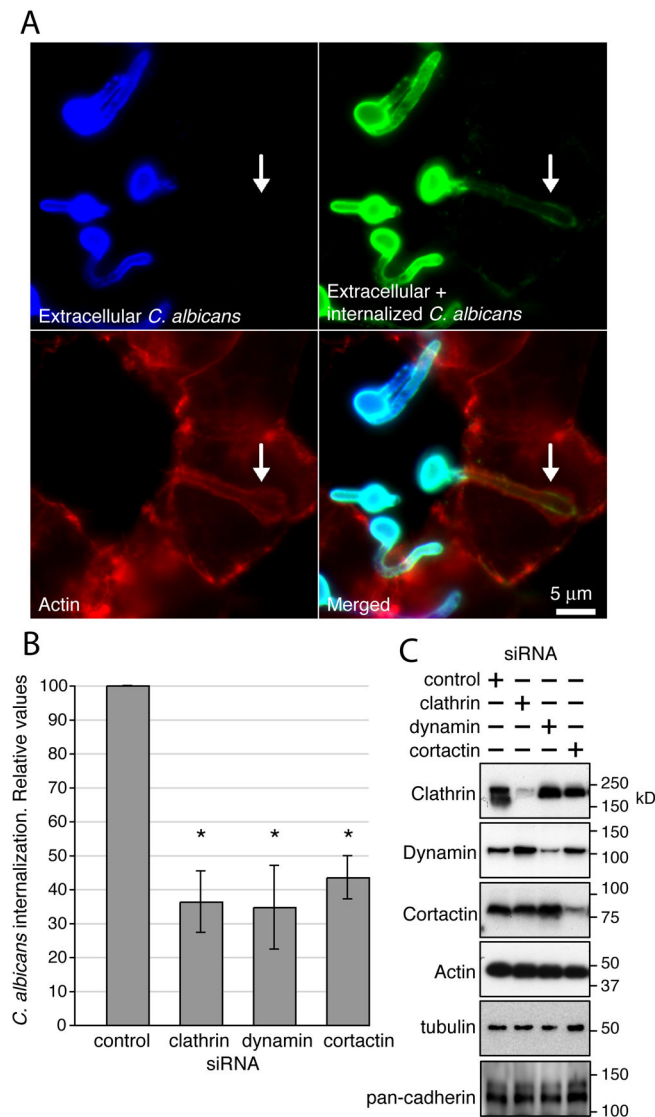 A
Extracellular C. albicans
Extracellular +
internalized C. albicans
Actin
Merged
5 μm
B
C. albicans internalization. Relative values
100
90
80
70
60
50
40
30
20
10
0
* * *
control clathrin dynamin cortactin
siRNA
C
siRNA
control + – – –
clathrin – + – –
dynamin – – + –
cortactin – – – +
Clathrin
250
150
kD
Dynamin
150
100
Cortactin
100
75
Actin
50
37
tubulin
50
pan-cadherin
150
100